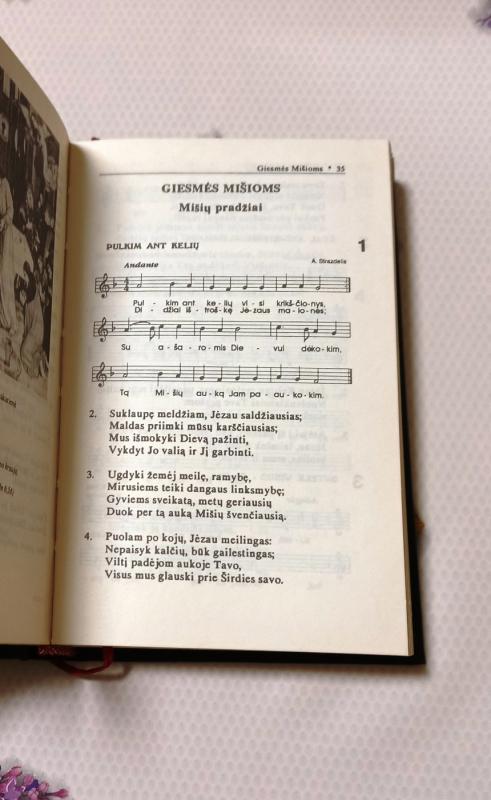 Giesmės Mišioms * 35
GIESMĖS MIŠIOMS
Mišių pradžiai
PULKIM ANT KELIŲ
1
Andante
A. Strazdelis
Pul - kim ant ke - lių vi - si krikš - čio - nys,
Di - džiai iš - troš - kę Jė - zaus ma - lo - nės;
Su a - ša - ro - mis Die - vui dėko - kim,
Tą Mi - šių au - ką Jam pa - au - ko - kim.
2. Suklaupę meldžiam, Jėzau saldžiausias;
Maldas priimki mūsų karščiausias;
Mus išmokyki Dievą pažinti,
Vykdyt Jo valią ir Jį garbinti.
3. Ugdyki žemėj meilę, ramybę,
Mirusiems teiki dangaus linksmybę;
Gyviems sveikatą, metų geriausių
Duok per tą auką Mišių švenčiausią.
4. Puolam po kojų, Jėzau meilingas:
Nepaisyk kalčių, būk gailestingas;
Viltį padėjom aukoje Tavo,
Visus mus glauski prie Širdies savo.